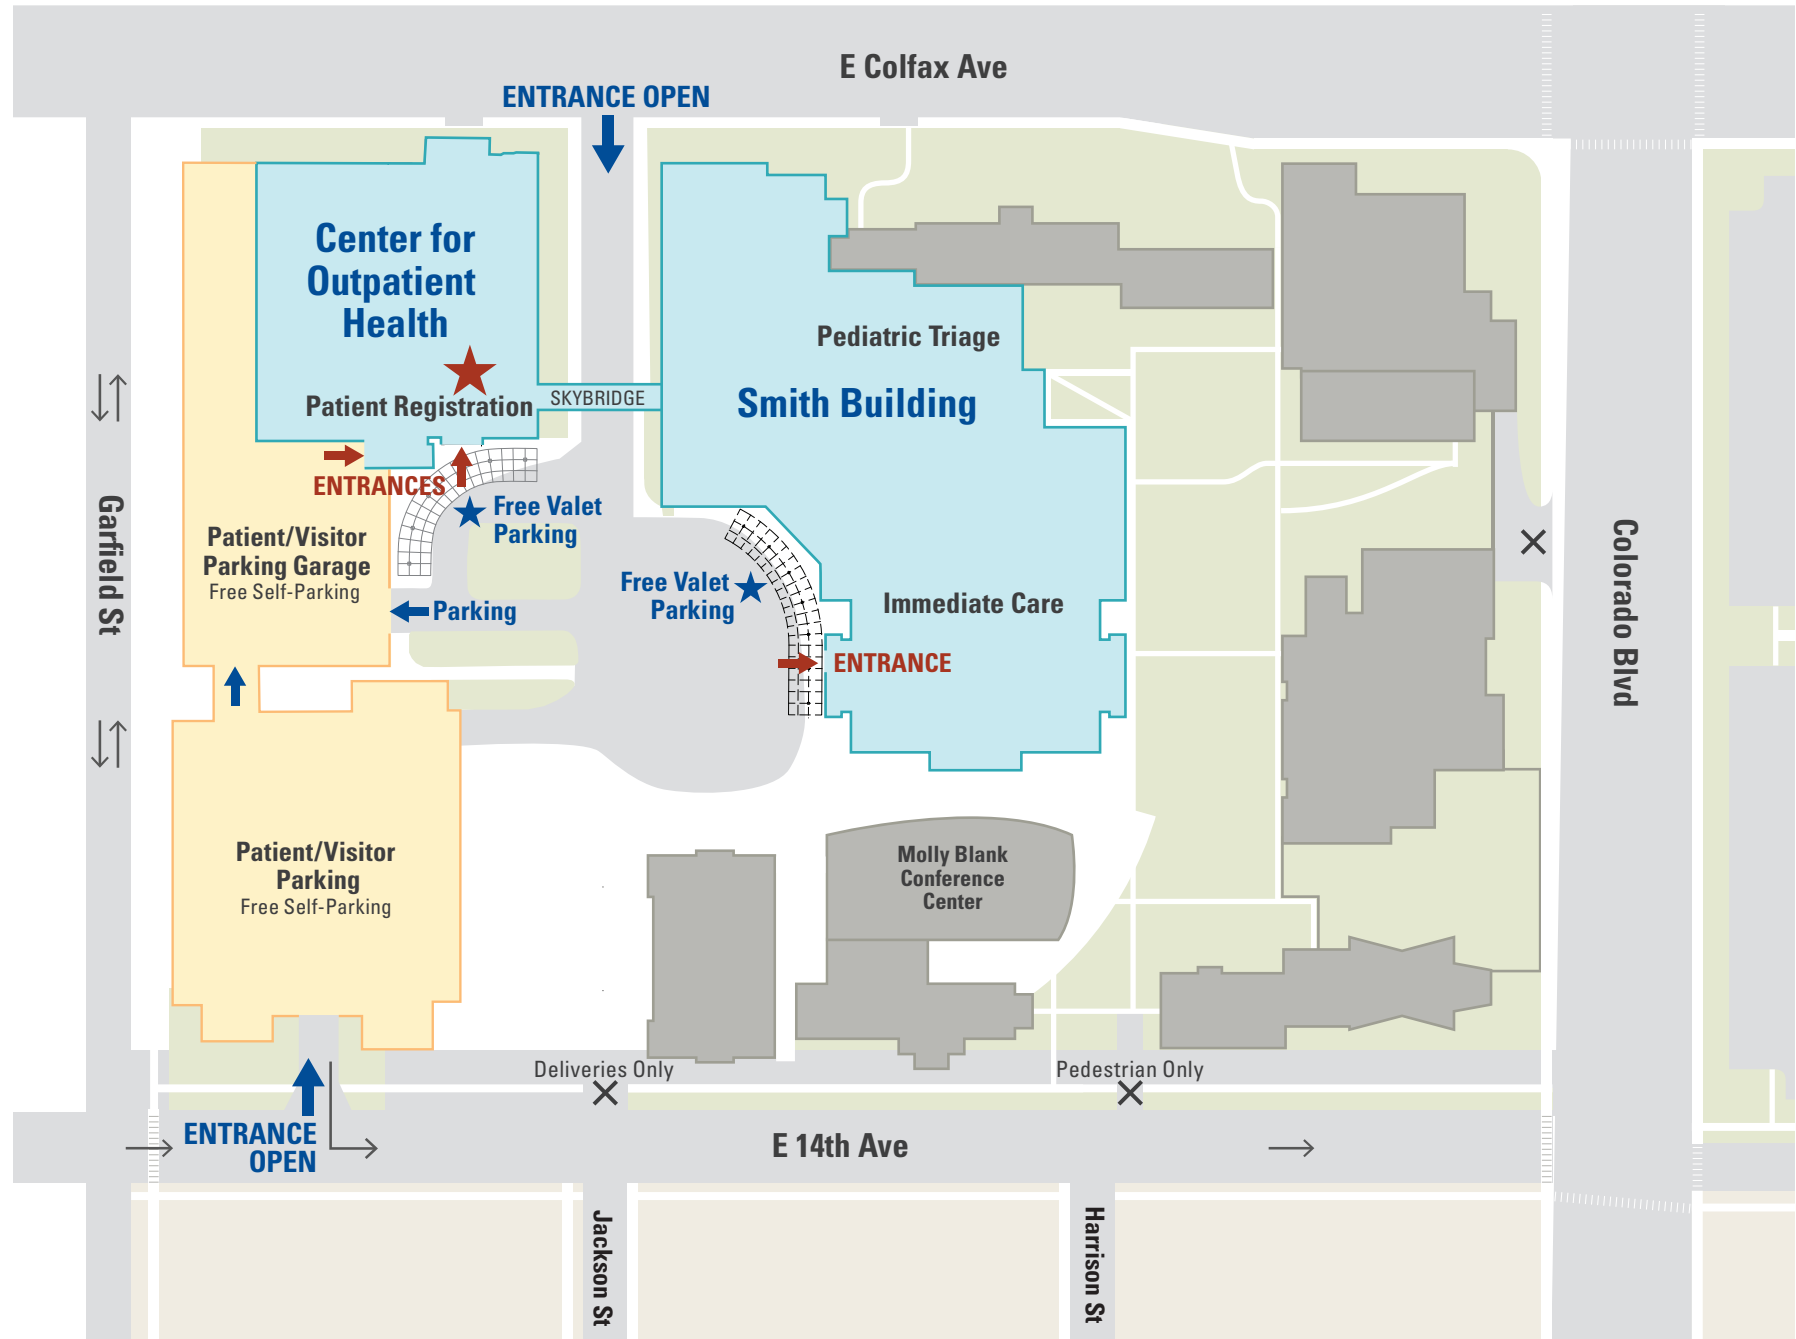 E Colfax Ave
ENTRANCE OPEN
Center for
Outpatient
Health
Patient Registration
SKYBRIDGE
Pediatric Triage
Smith Building
ENTRANCES
Free Valet
Parking
Patient/Visitor
Parking Garage
Free Self-Parking
Parking
Free Valet
Parking
Immediate Care
ENTRANCE
Garfield St
Colorado Blvd
Patient/Visitor
Parking
Free Self-Parking
Molly Blank
Conference
Center
Deliveries Only
Pedestrian Only
ENTRANCE
OPEN
E 14th Ave
Jackson St
Harrison St